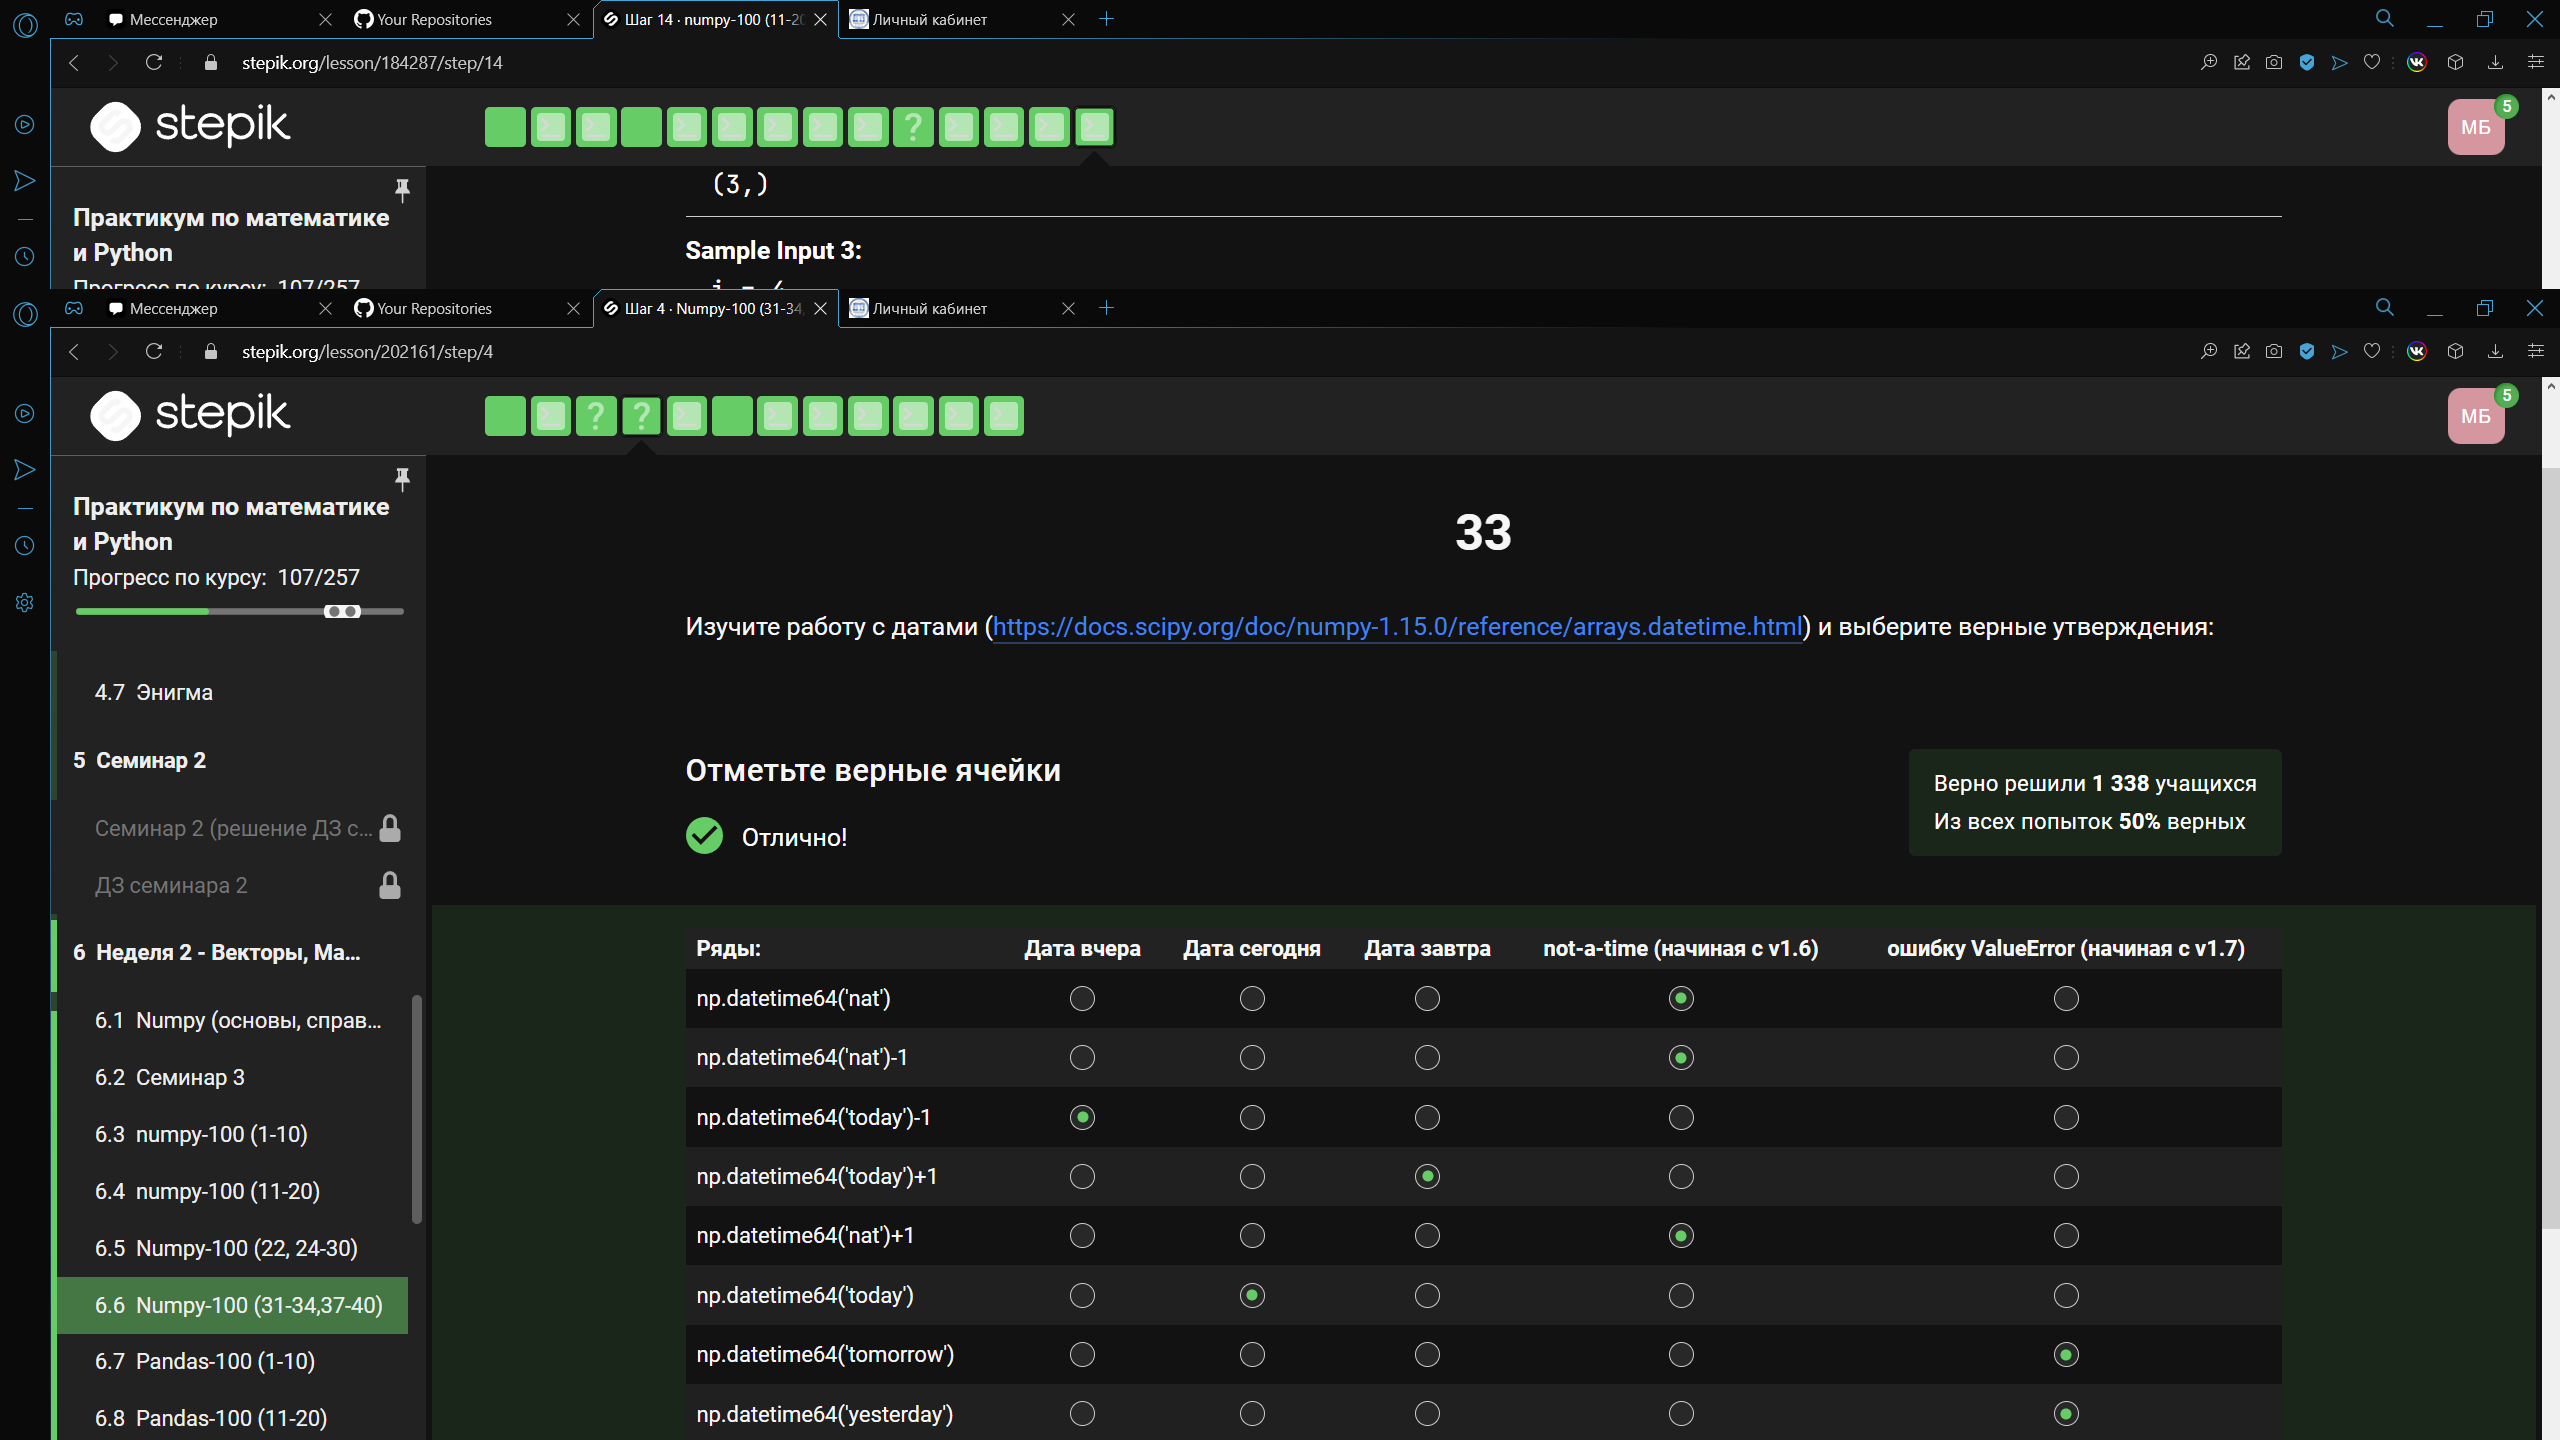 Мессенджер
Your Repositories
Шаг 14 · numpy-100 (11-20
Личный кабинет
stepik.org/lesson/184287/step/14
stepik
?
МБ
5
(3,)
Практикум по математике
и Python
Sample Input 3:
Мессенджер
Your Repositories
Шаг 4 · Numpy-100 (31-34,
Личный кабинет
stepik.org/lesson/202161/step/4
stepik
? ?
МБ
5
Практикум по математике
и Python
Прогресс по курсу: 107/257
4.7 Энигма
5 Семинар 2
Семинар 2 (решение ДЗ с...
ДЗ семинара 2
6 Неделя 2 - Векторы, Ма...
6.1 Numpy (основы, справ...
6.2 Семинар 3
6.3 numpy-100 (1-10)
6.4 numpy-100 (11-20)
6.5 Numpy-100 (22, 24-30)
6.6 Numpy-100 (31-34,37-40)
6.7 Pandas-100 (1-10)
6.8 Pandas-100 (11-20)
33
Изучите работу с датами (https://docs.scipy.org/doc/numpy-1.15.0/reference/arrays.datetime.html) и выберите верные утверждения:
Отметьте верные ячейки
Отлично!
Верно решили 1 338 учащихся
Из всех попыток 50% верных
Ряды: Дата вчера Дата сегодня Дата завтра not-a-time (начиная с v1.6) ошибку ValueError (начиная с v1.7)
np.datetime64('nat')
np.datetime64('nat')-1
np.datetime64('today')-1
np.datetime64('today')+1
np.datetime64('nat')+1
np.datetime64('today')
np.datetime64('tomorrow')
np.datetime64('yesterday')